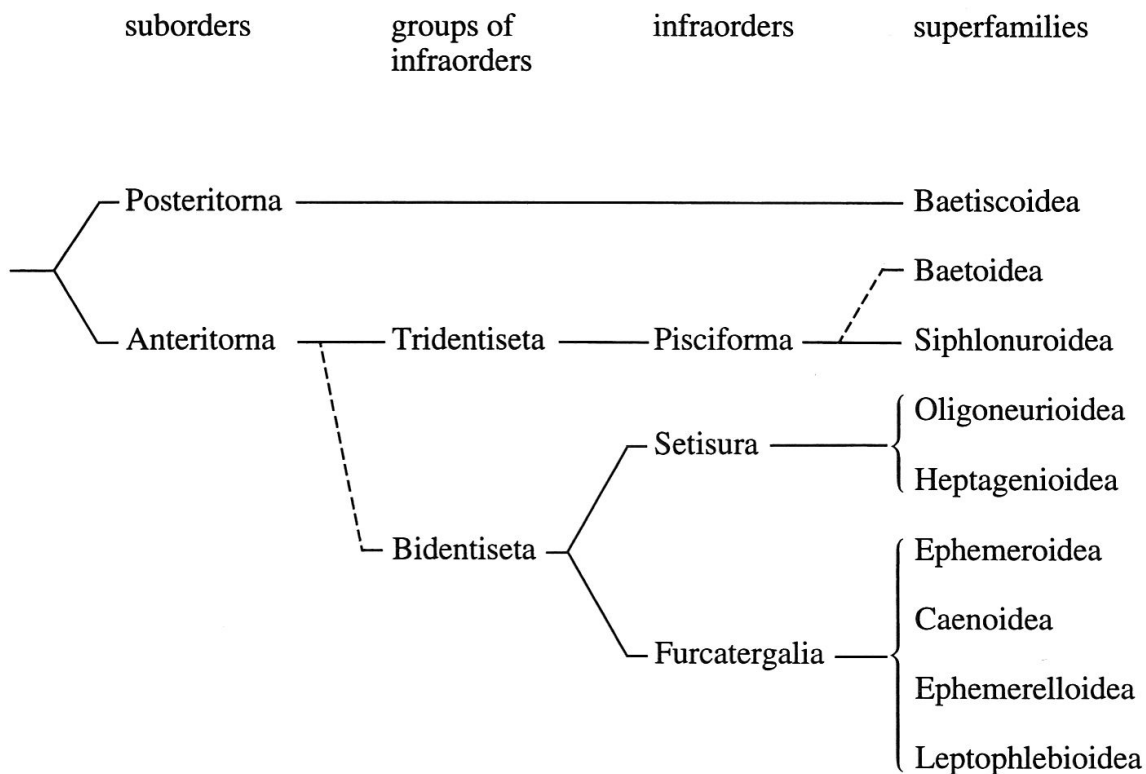 suborders
groups of
infraorders
infraorders
superfamilies
Posteritorna
Baetiscoidea
Baetoidea
Anteritorna
Tridentiseta
Pisciforma
Siphlonuroidea
Oligoneurioidea
Setisura
Heptagenioidea
Bidentiseta
Ephemeroidea
Caenoidea
Furcatergalia
Ephemerelloidea
Leptophlebioidea